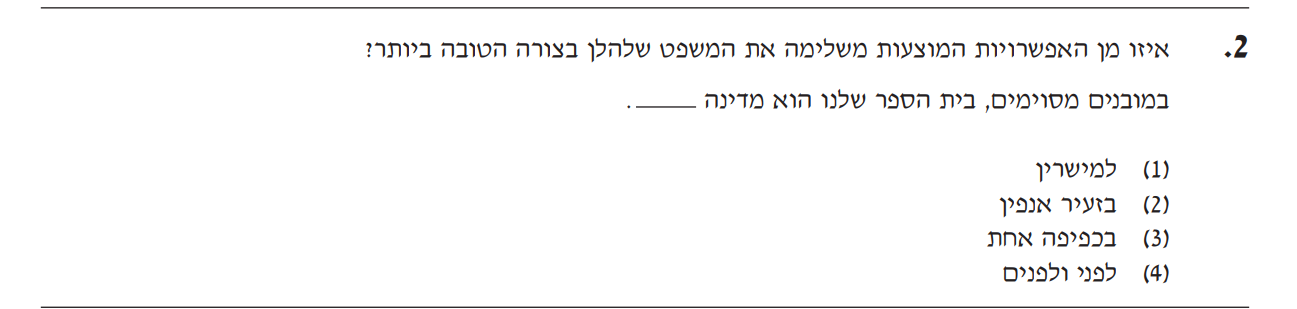 2. איזו מן האפשרויות המוצעות משלימה את המשפט שלהלן בצורה הטובה ביותר?
במובנים מסוימים, בית הספר שלנו הוא מדינה _____ .
(1) למישרין
(2) בזעיר אנפין
(3) בכפיפה אחת
(4) לפני ולפנים